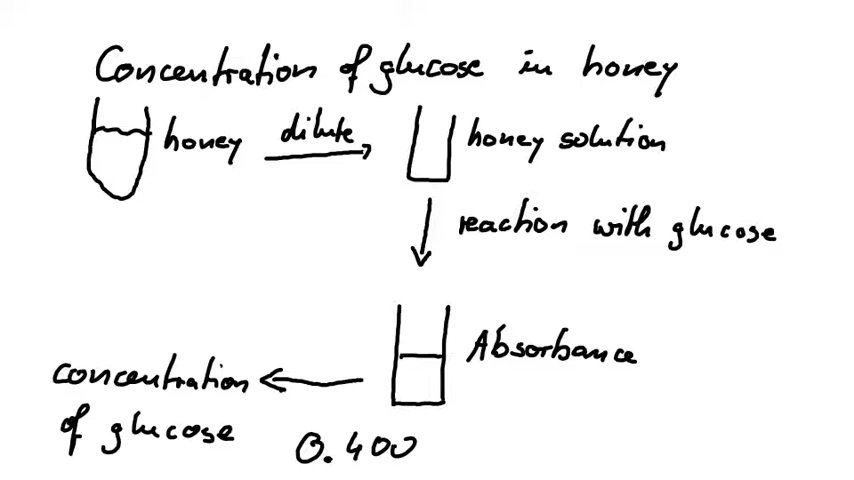 Concentration of glucose in honey
honey dilute honey solution
reaction with glucose
Absorbance
concentration
of glucose
0.400